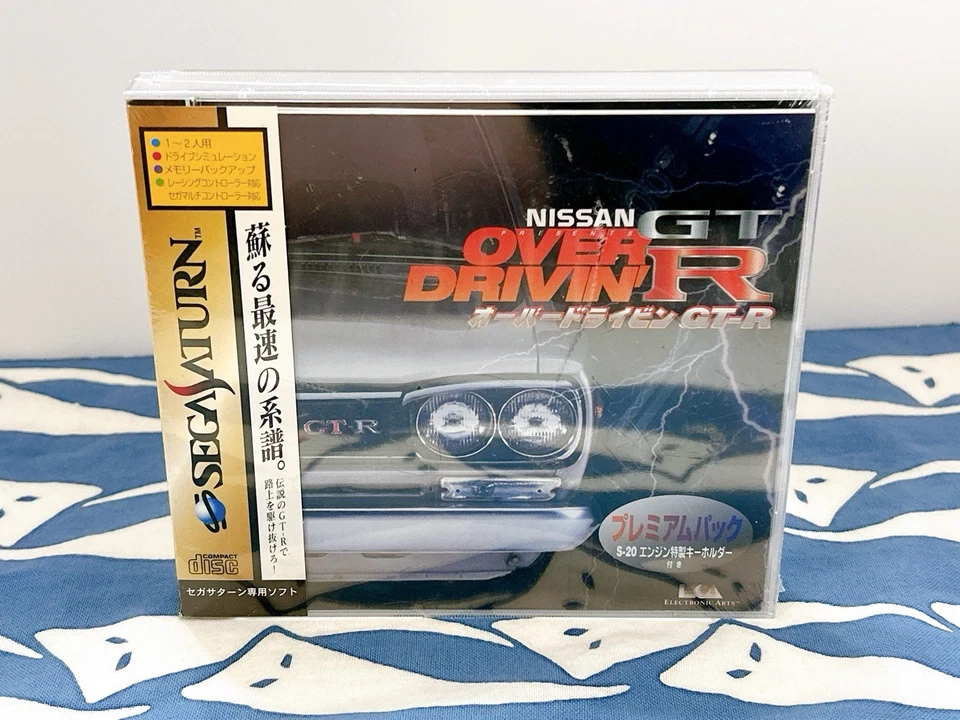 1〜2人用
ドライブシミュレーション
メモリーバックアップ
レーシングコントローラー対応
セガマルチコントローラー対応
SEGA SATURN™
蘇る最速の系譜。
伝説のGT-Rで
路上を駆け抜けろ!
COMPACT
disc
セガサターン専用ソフト
NISSAN
PRESENTS
OVER
DRIVIN'
GT
R
オーバードライビン GT-R
GT-R
プレミアムパック
S-20 エンジン特製キーホルダー
付き
EA
ELECTRONIC ARTS™